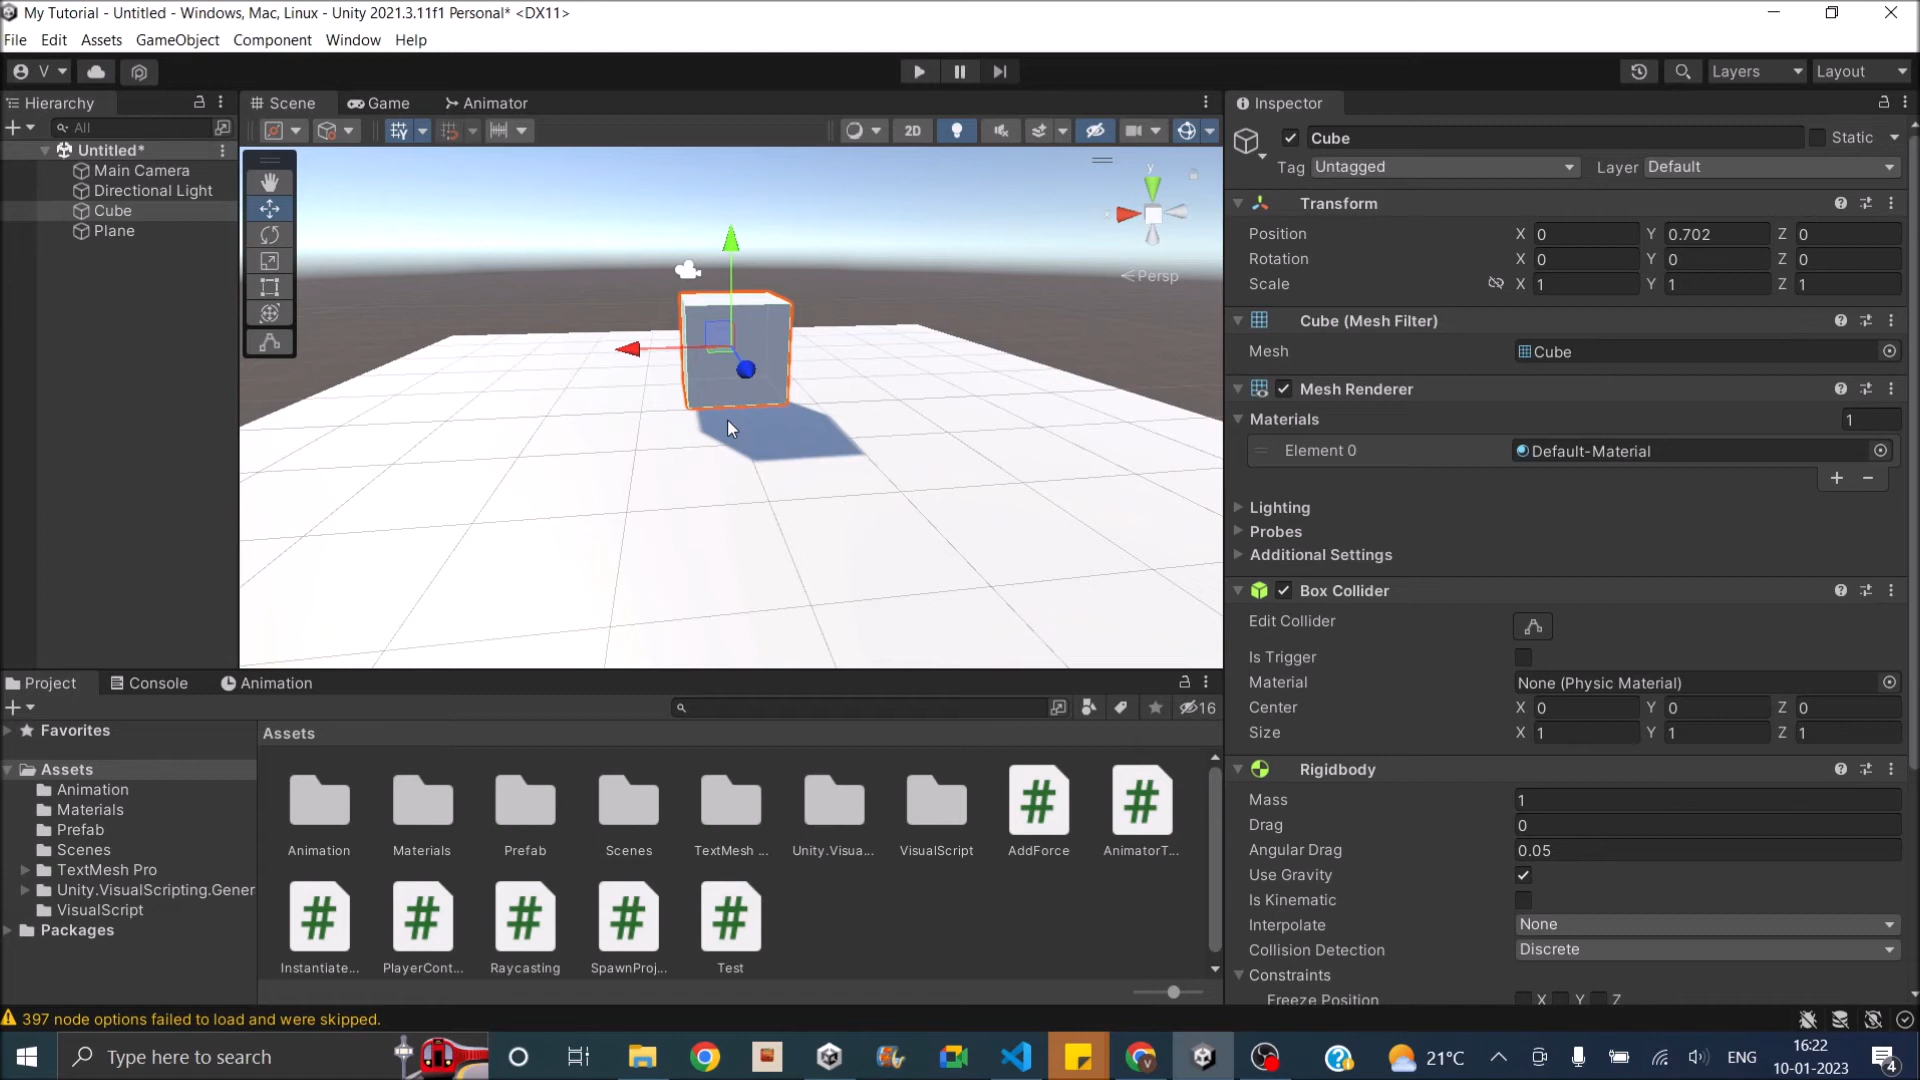 My Tutorial - Untitled - Windows, Mac, Linux - Unity 2021.3.11f1 Personal* <DX11>
File Edit Assets GameObject Component Window Help
V Layers Layout
Hierarchy
All
Untitled*
Main Camera
Directional Light
Cube
Plane
Scene Game Animator
2D
y
x
Persp
Inspector
Cube Static
Tag Untagged Layer Default
Transform
Position X 0 Y 0.702 Z 0
Rotation X 0 Y 0 Z 0
Scale X 1 Y 1 Z 1
Cube (Mesh Filter)
Mesh Cube
Mesh Renderer
Materials 1
Element 0 Default-Material
Lighting
Probes
Additional Settings
Box Collider
Edit Collider
Is Trigger
Material None (Physic Material)
Center X 0 Y 0 Z 0
Size X 1 Y 1 Z 1
Rigidbody
Mass 1
Drag 0
Angular Drag 0.05
Use Gravity
Is Kinematic
Interpolate None
Collision Detection Discrete
Constraints
Freeze Position X Y Z
Project Console Animation
16
Favorites
Assets
Animation
Materials
Prefab
Scenes
TextMesh Pro
Unity.VisualScripting.Gener
VisualScript
Packages
Assets
Animation Materials Prefab Scenes TextMesh ... Unity.Visua... VisualScript AddForce AnimatorT...
Instantiate... PlayerCont... Raycasting SpawnProj... Test
397 node options failed to load and were skipped.
Type here to search
21°C ENG
16:22
10-01-2023
4